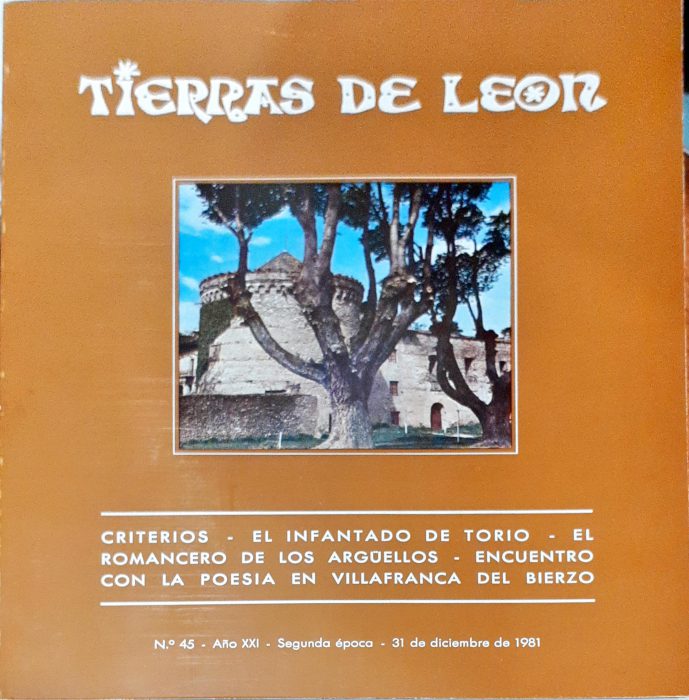 TIERRAS DE LEON
CRITERIOS - EL INFANTADO DE TORIO - EL
ROMANCERO DE LOS ARGÜELLOS - ENCUENTRO
CON LA POESIA EN VILLAFRANCA DEL BIERZO
N.º 45 - Año XXI - Segunda época - 31 de diciembre de 1981